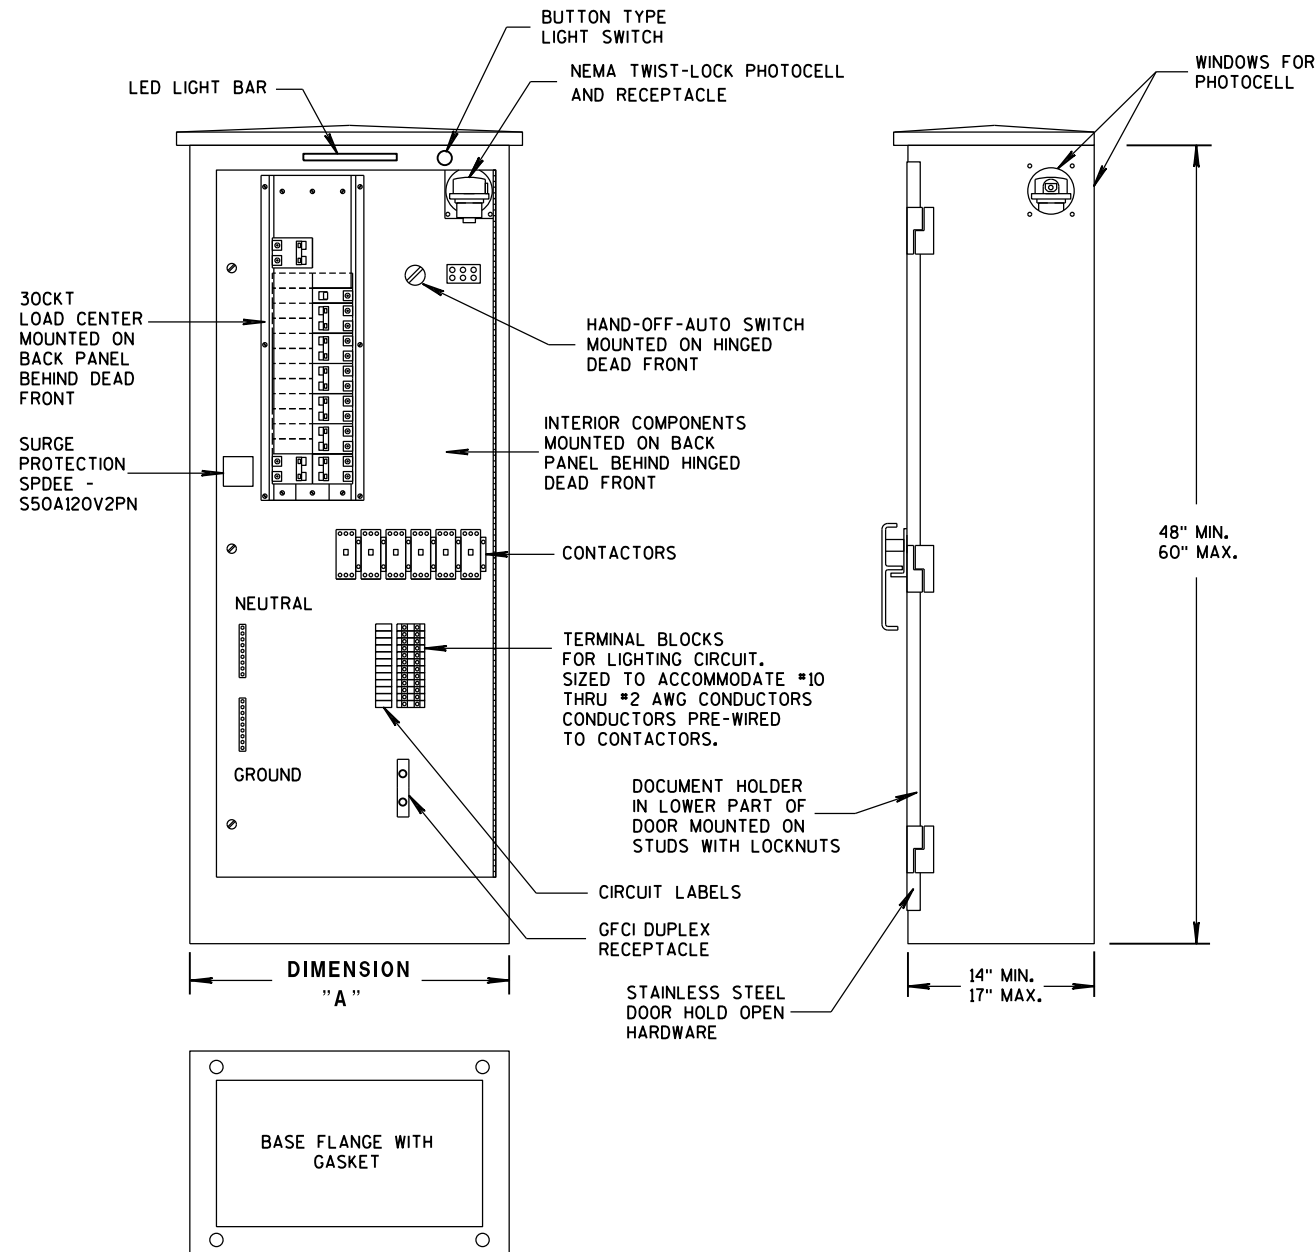 BUTTON TYPE
LIGHT SWITCH
NEMA TWIST-LOCK PHOTOCELL
AND RECEPTACLE
LED LIGHT BAR
WINDOWS FOR
PHOTOCELL
30CKT
LOAD CENTER
MOUNTED ON
BACK PANEL
BEHIND DEAD
FRONT
HAND-OFF-AUTO SWITCH
MOUNTED ON HINGED
DEAD FRONT
SURGE
PROTECTION
SPDEE -
S50A120V2PN
INTERIOR COMPONENTS
MOUNTED ON BACK
PANEL BEHIND HINGED
DEAD FRONT
48" MIN.
60" MAX.
CONTACTORS
NEUTRAL
TERMINAL BLOCKS
FOR LIGHTING CIRCUIT.
SIZED TO ACCOMMODATE #10
THRU #2 AWG CONDUCTORS
CONDUCTORS PRE-WIRED
TO CONTACTORS.
GROUND
DOCUMENT HOLDER
IN LOWER PART OF
DOOR MOUNTED ON
STUDS WITH LOCKNUTS
CIRCUIT LABELS
GFCI DUPLEX
RECEPTACLE
DIMENSION
"A"
14" MIN.
17" MAX.
STAINLESS STEEL
DOOR HOLD OPEN
HARDWARE
BASE FLANGE WITH
GASKET